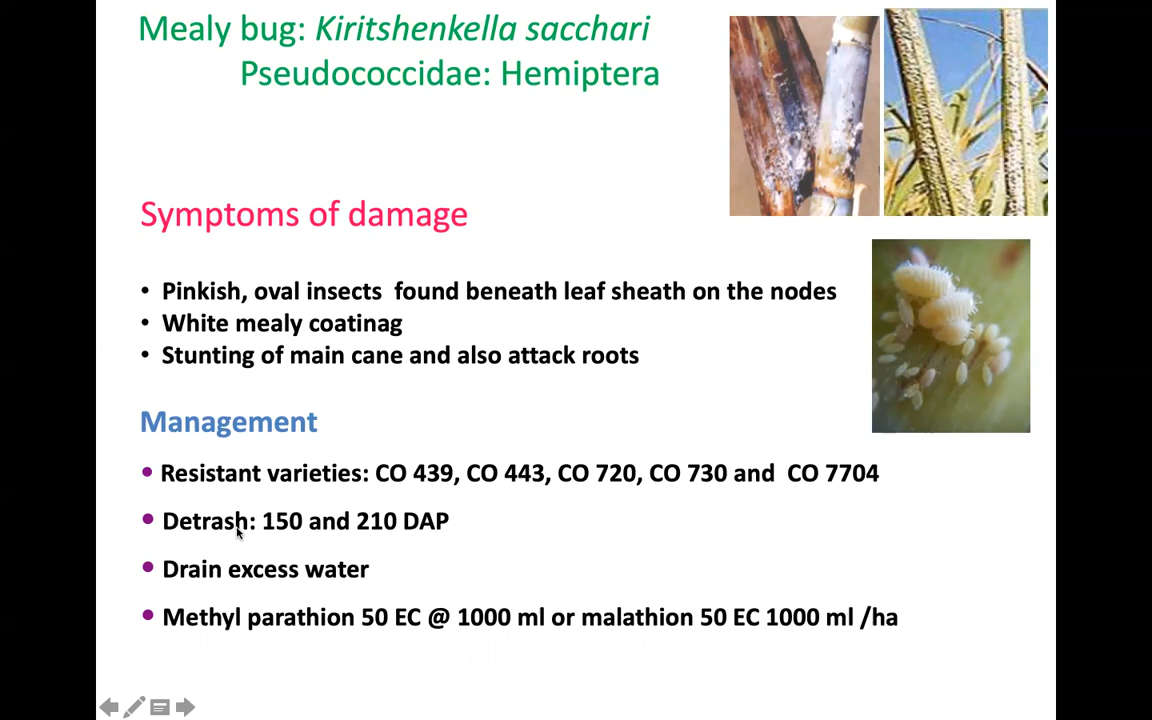 Mealy bug: Kiritshenkella sacchari
Pseudococcidae: Hemiptera
Symptoms of damage
• Pinkish, oval insects found beneath leaf sheath on the nodes
• White mealy coatinag
• Stunting of main cane and also attack roots
Management
• Resistant varieties: CO 439, CO 443, CO 720, CO 730 and CO 7704
• Detrash: 150 and 210 DAP
• Drain excess water
• Methyl parathion 50 EC @ 1000 ml or malathion 50 EC 1000 ml /ha